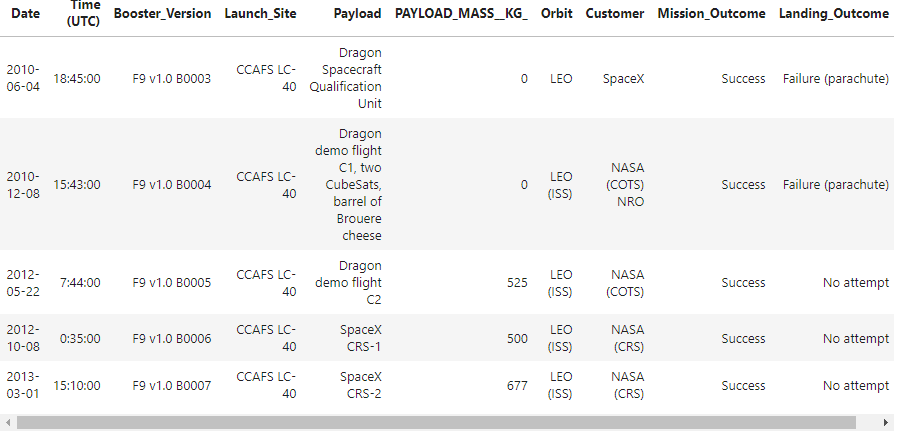 Date Time (UTC) Booster_Version Launch_Site Payload PAYLOAD_MASS__KG_ Orbit Customer Mission_Outcome Landing_Outcome
2010-06-04 18:45:00 F9 v1.0 B0003 CCAFS LC-40 Dragon Spacecraft Qualification Unit 0 LEO SpaceX Success Failure (parachute)
2010-12-08 15:43:00 F9 v1.0 B0004 CCAFS LC-40 Dragon demo flight C1, two CubeSats, barrel of Brouere cheese 0 LEO (ISS) NASA (COTS) NRO Success Failure (parachute)
2012-05-22 7:44:00 F9 v1.0 B0005 CCAFS LC-40 Dragon demo flight C2 525 LEO (ISS) NASA (COTS) Success No attempt
2012-10-08 0:35:00 F9 v1.0 B0006 CCAFS LC-40 SpaceX CRS-1 500 LEO (ISS) NASA (CRS) Success No attempt
2013-03-01 15:10:00 F9 v1.0 B0007 CCAFS LC-40 SpaceX CRS-2 677 LEO (ISS) NASA (CRS) Success No attempt